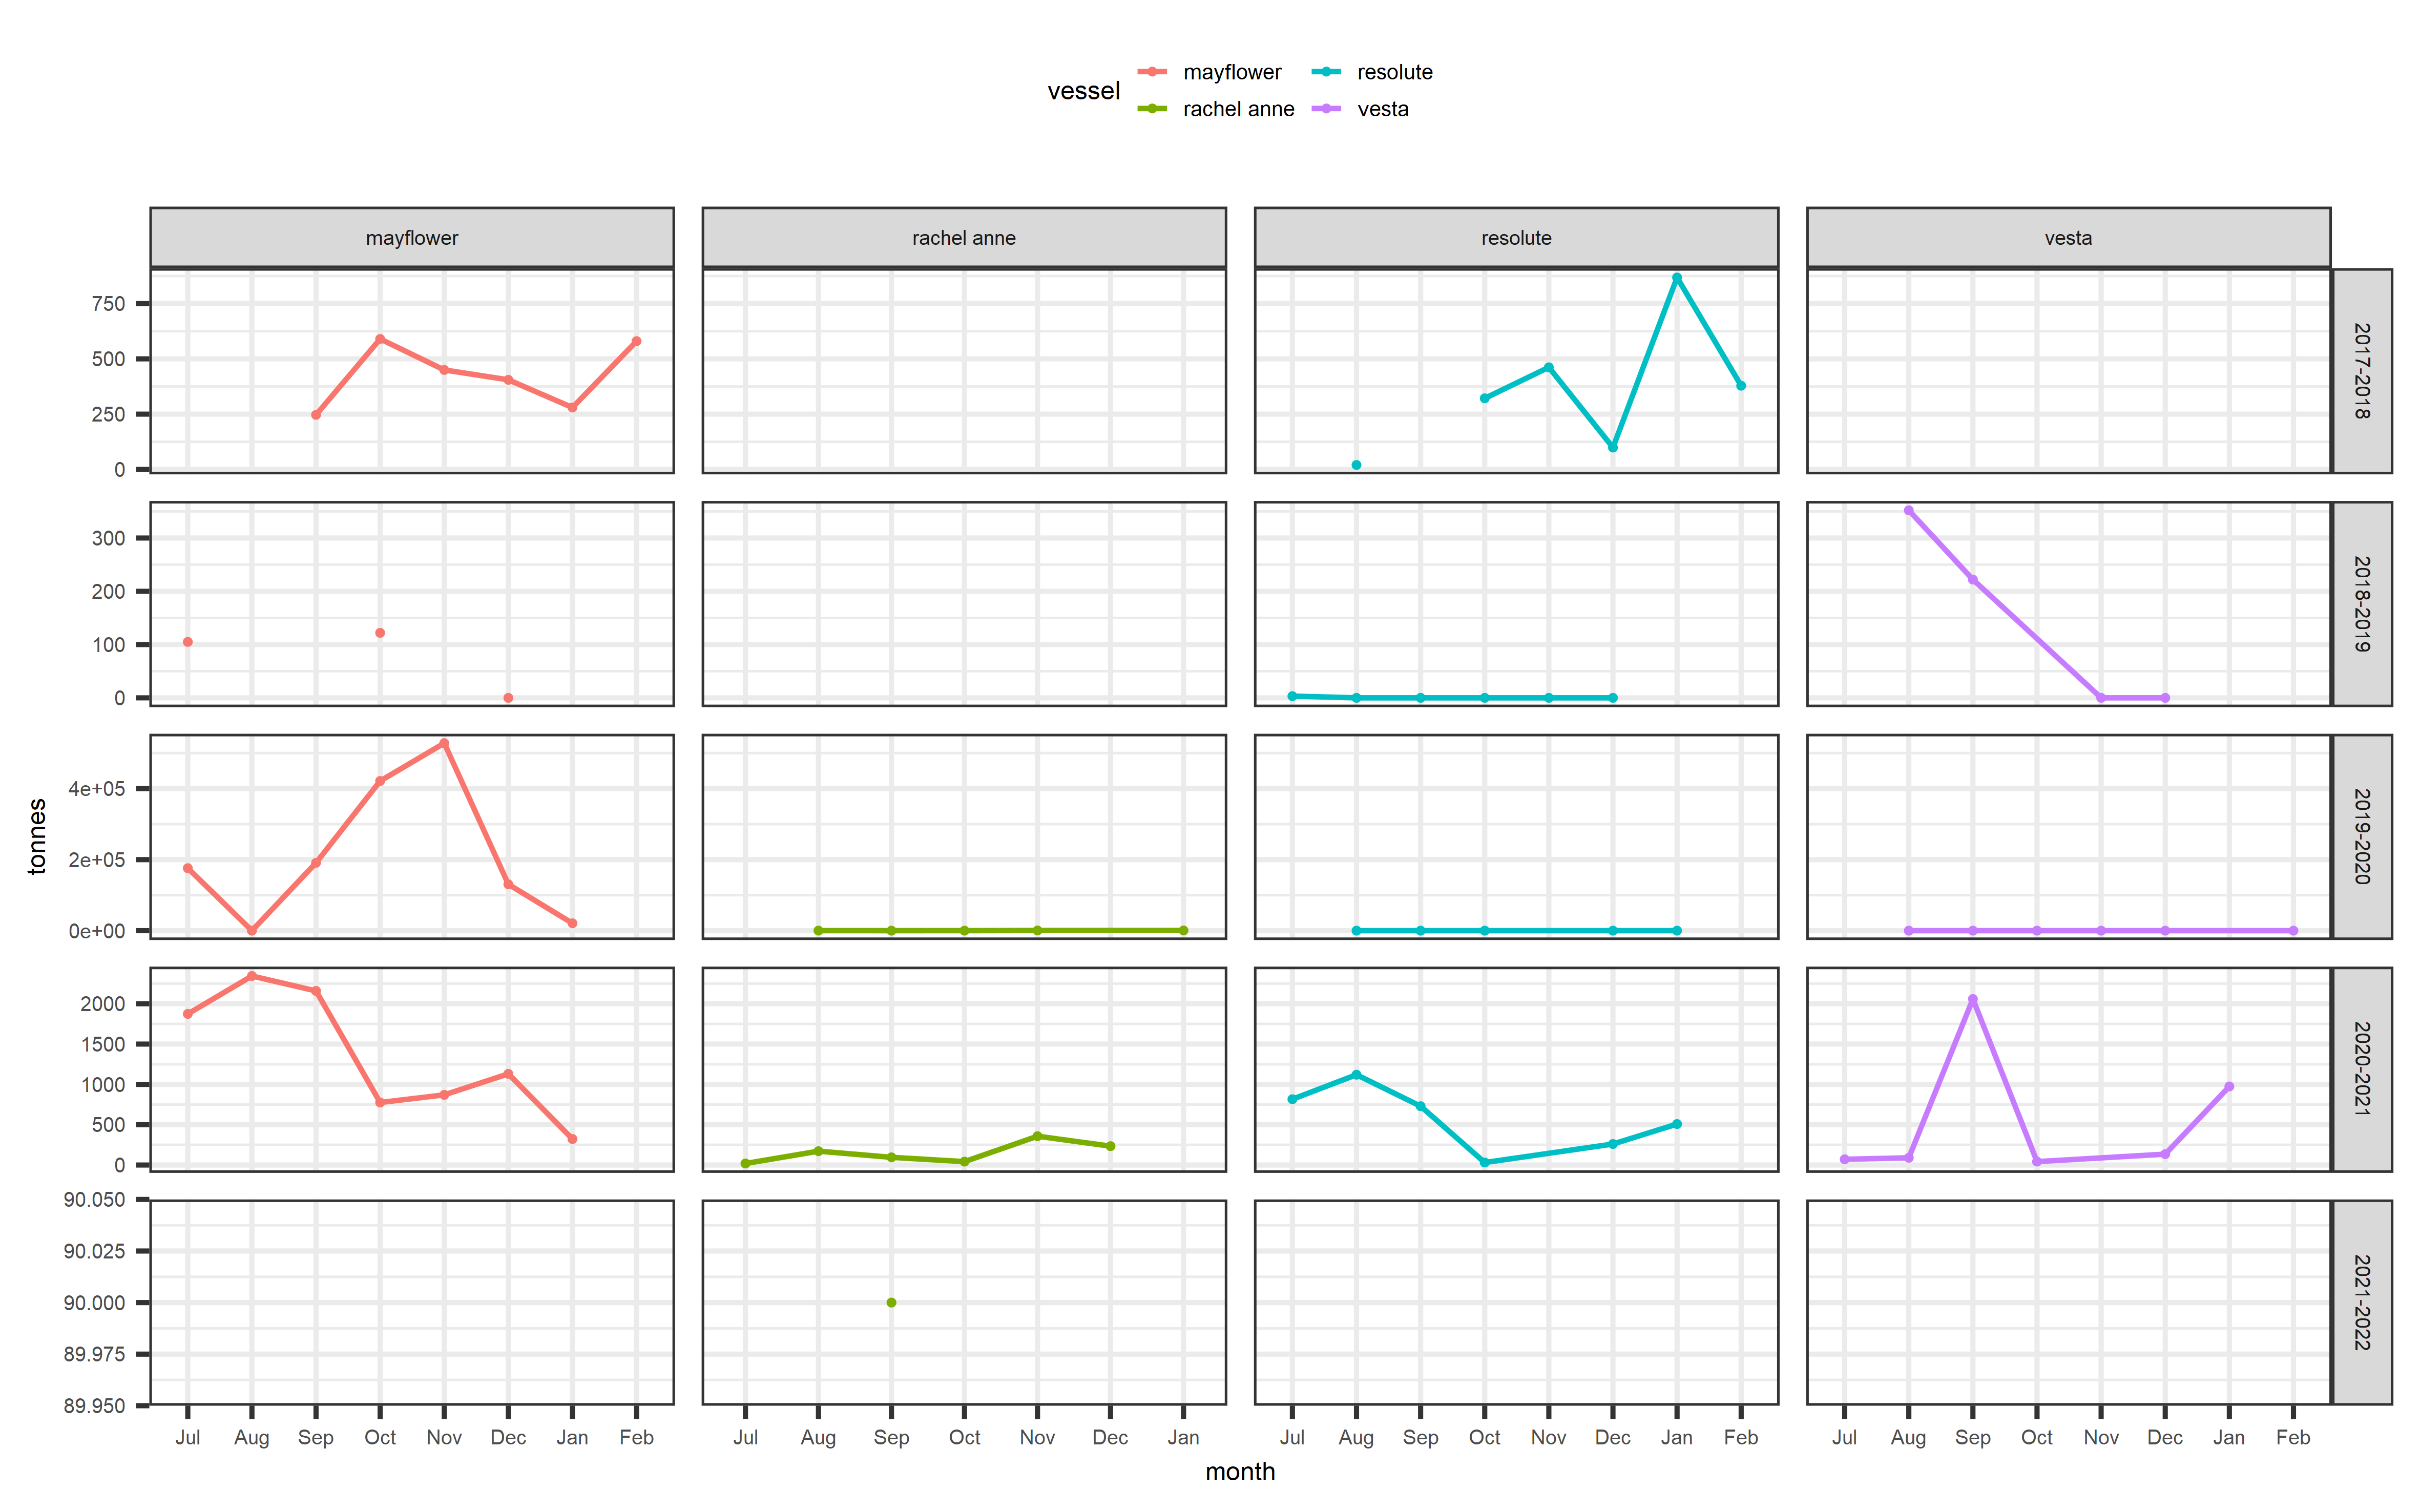 vessel
mayflower
rachel anne
resolute
vesta
mayflower
rachel anne
resolute
vesta
750
500
250
0
2017-2018
300
200
100
0
2018-2019
4e+05
2e+05
0e+00
2019-2020
2000
1500
1000
500
0
2020-2021
90.050
90.025
90.000
89.975
89.950
2021-2022
tonnes
Jul Aug Sep Oct Nov Dec Jan Feb
Jul Aug Sep Oct Nov Dec Jan
Jul Aug Sep Oct Nov Dec Jan Feb
Jul Aug Sep Oct Nov Dec Jan Feb
month